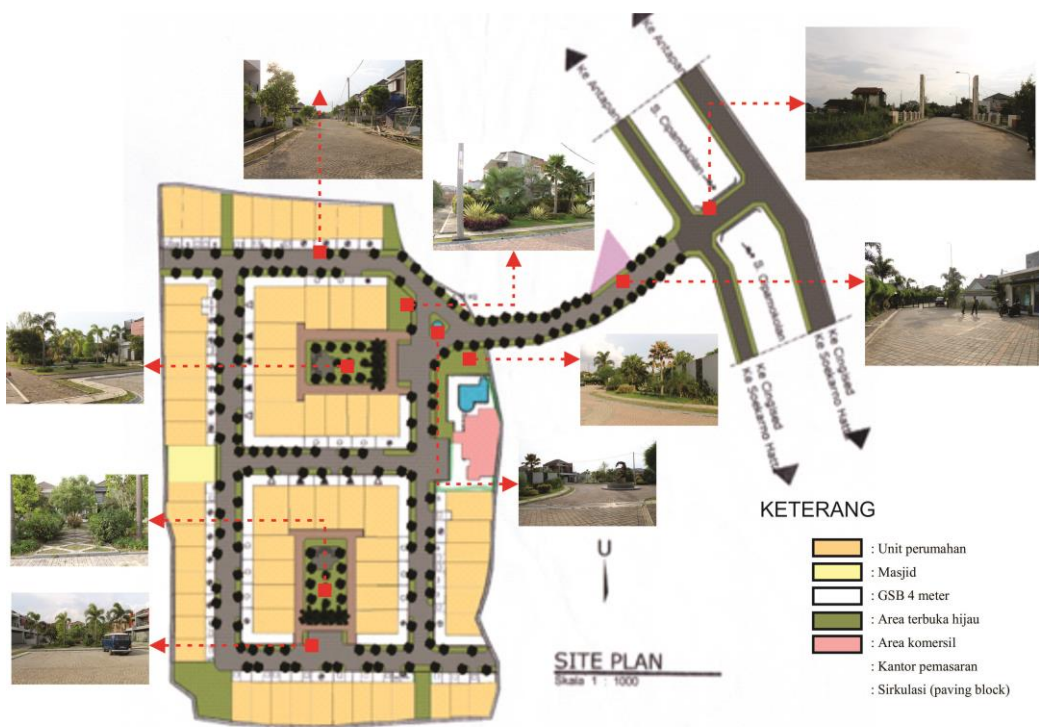 Ke Antapani
Ke Antapani
S. Cipamokolan
S. Cipamokolan
Ke Cingised
Ke Soekarno Hatta
Ke Cingised
Ke Soekarno Hatta
U
SITE PLAN
Skala 1 : 1000
KETERANG
: Unit perumahan
: Masjid
: GSB 4 meter
: Area terbuka hijau
: Area komersil
: Kantor pemasaran
: Sirkulasi (paving block)